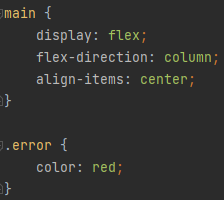 main {
    display: flex;
    flex-direction: column;
    align-items: center;
}

.error {
    color: red;
}